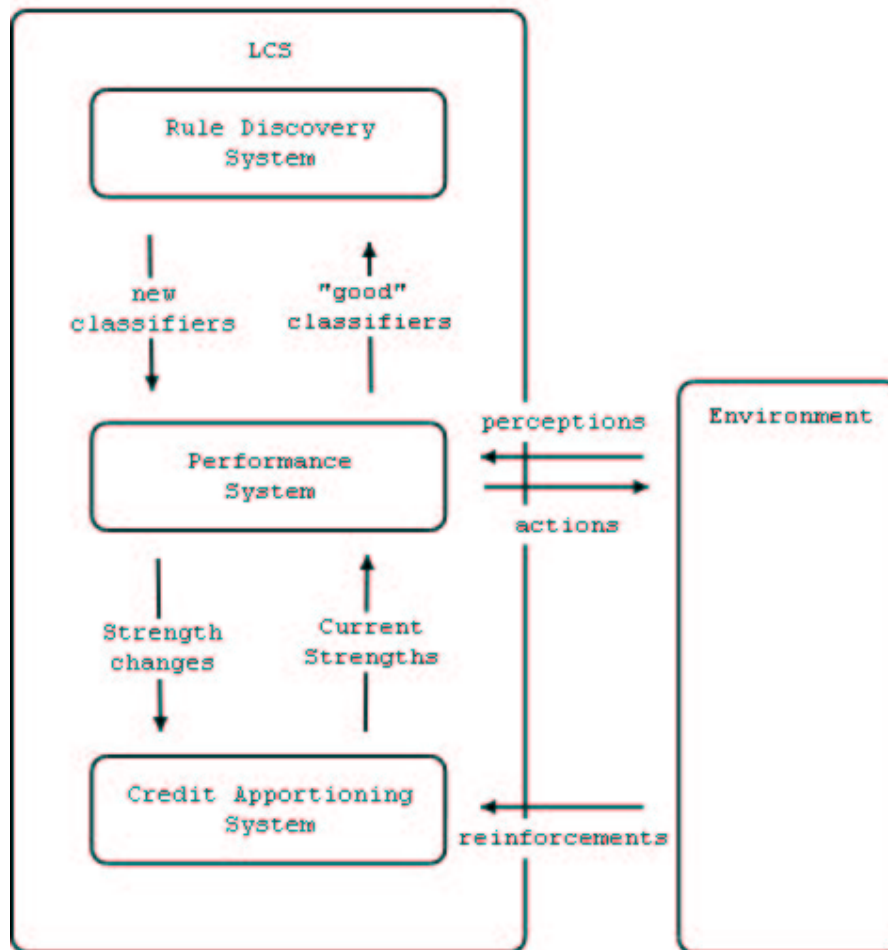 LCS
Rule Discovery
System
new
classifiers
"good"
classifiers
perceptions
Environment
Performance
System
actions
Strength
changes
Current
Strengths
Credit Apportioning
System
reinforcements